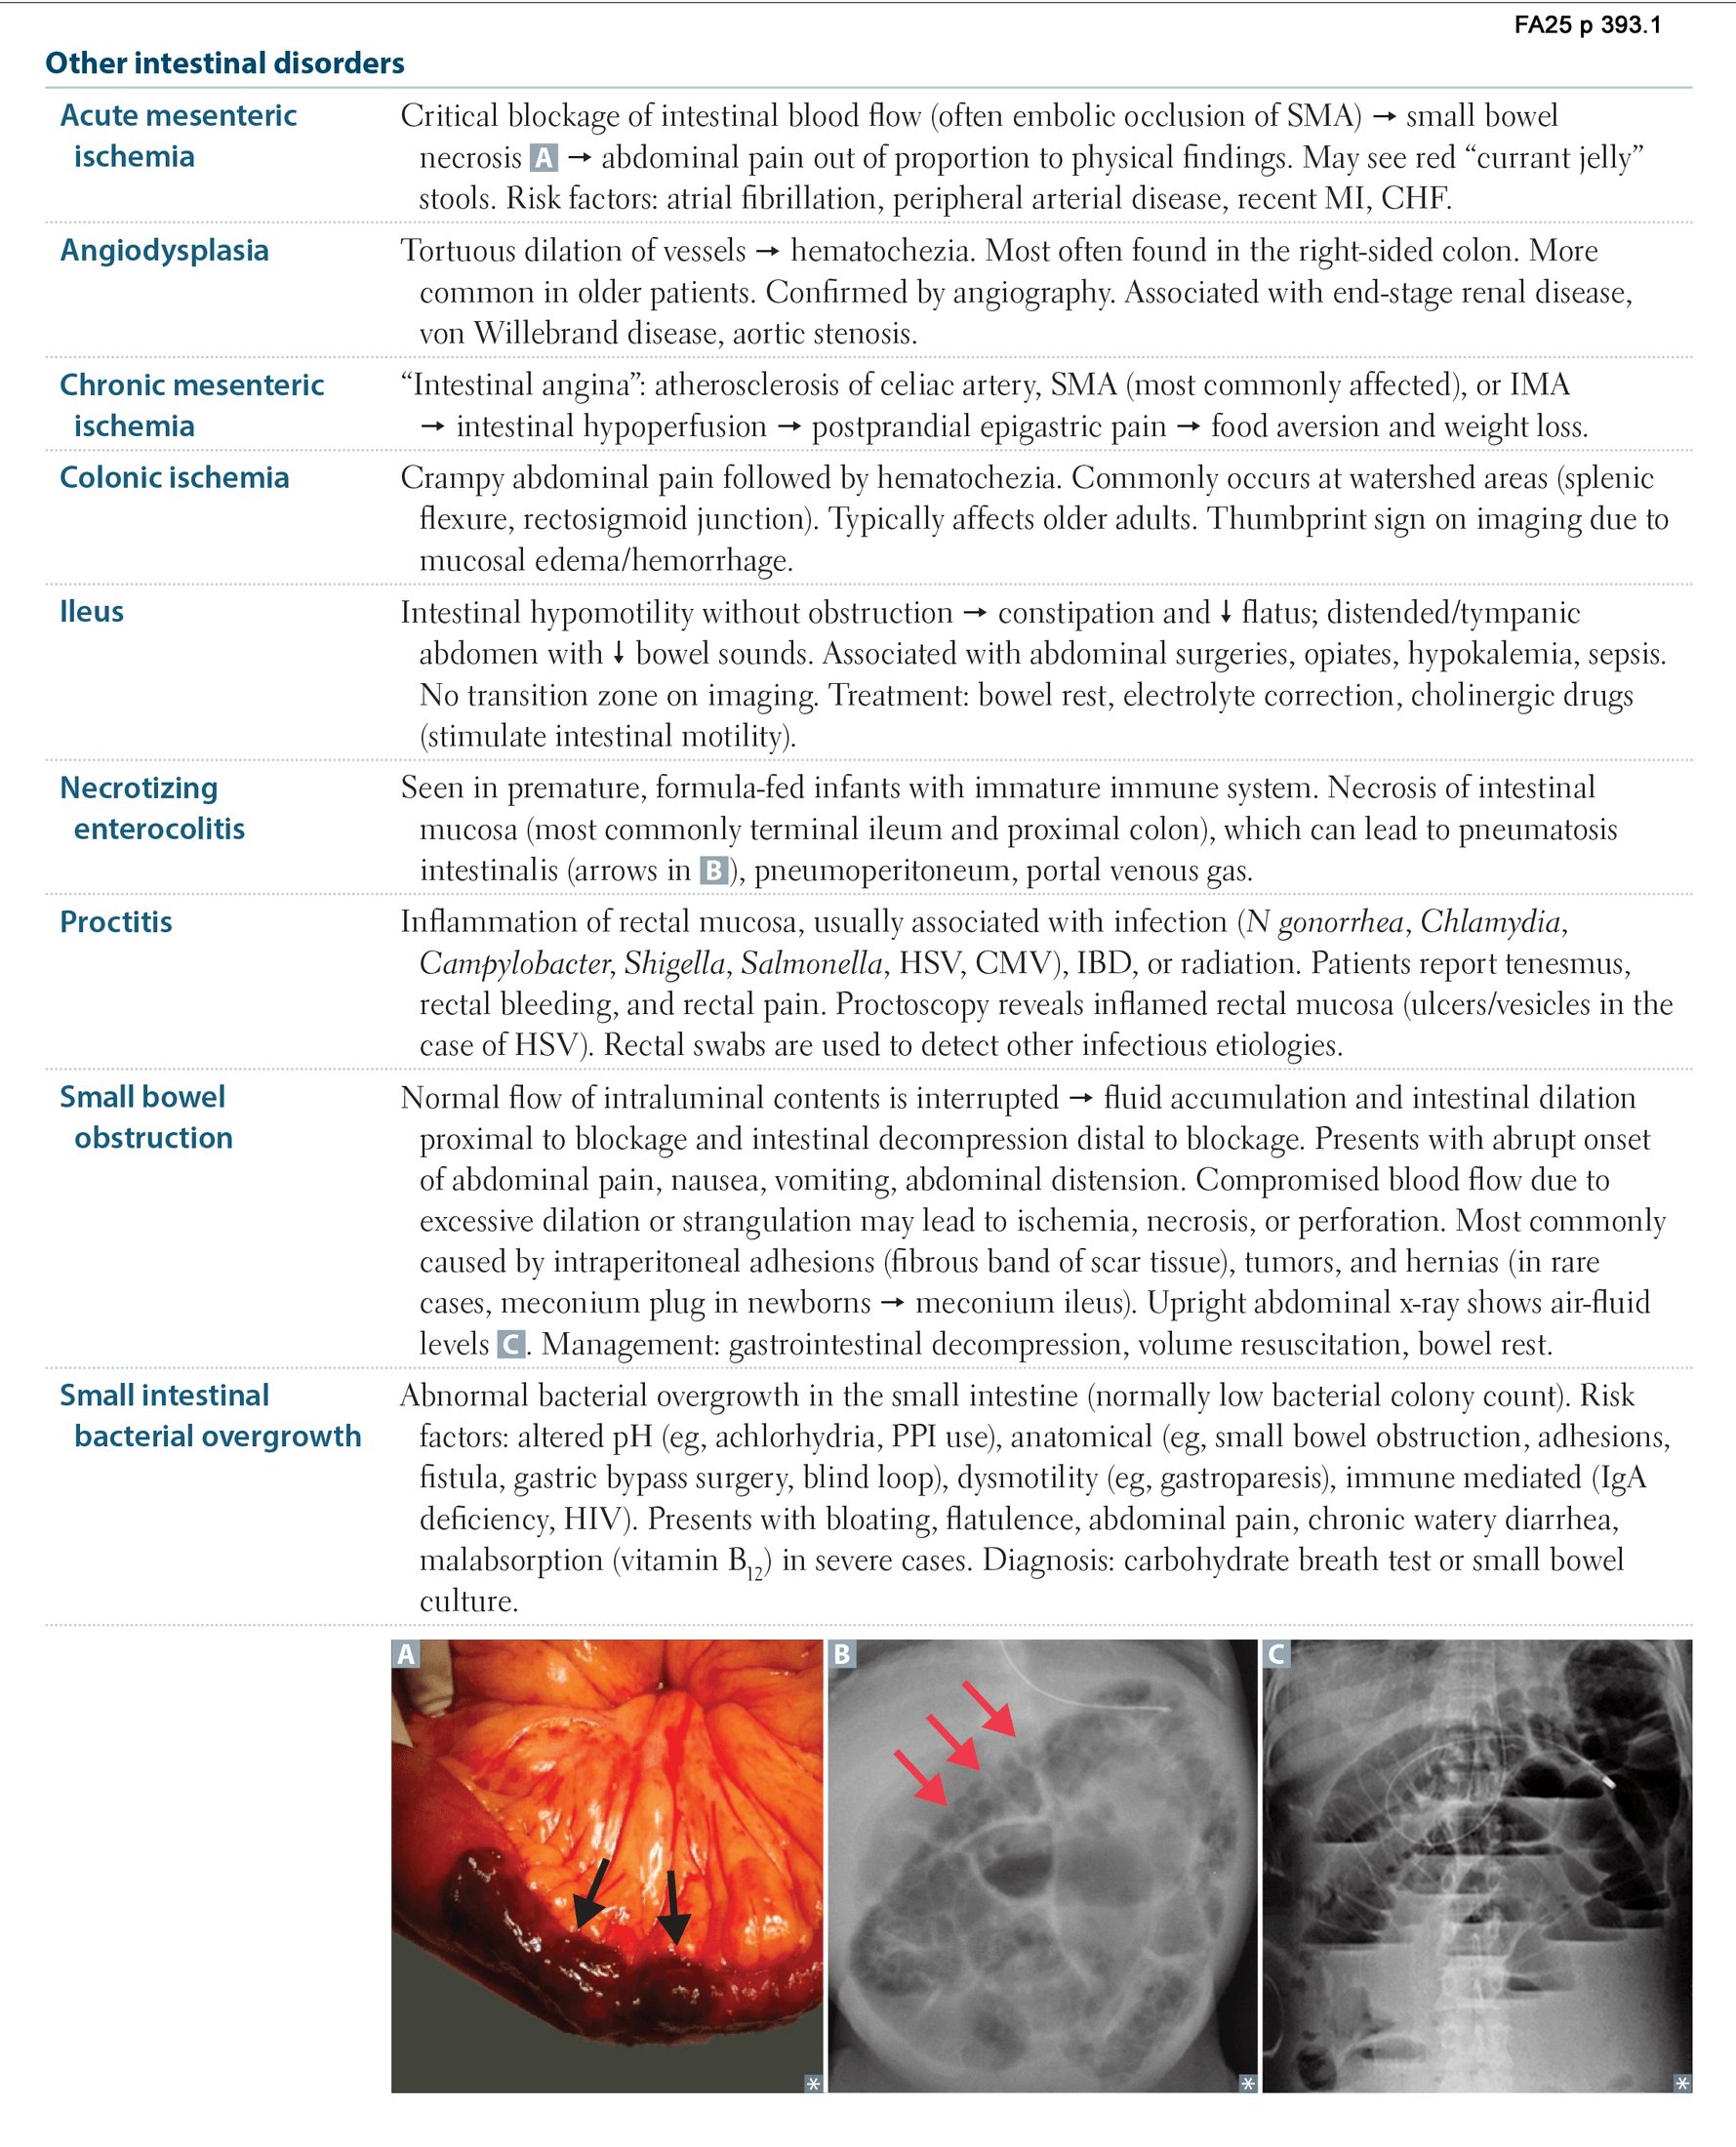 FA25 p 393.1
Other intestinal disorders
Acute mesenteric
ischemia
Critical blockage of intestinal blood flow (often embolic occlusion of SMA) → small bowel
necrosis A → abdominal pain out of proportion to physical findings. May see red “currant jelly”
stools. Risk factors: atrial fibrillation, peripheral arterial disease, recent MI, CHF.
Angiodysplasia
Tortuous dilation of vessels → hematochezia. Most often found in the right-sided colon. More
common in older patients. Confirmed by angiography. Associated with end-stage renal disease,
von Willebrand disease, aortic stenosis.
Chronic mesenteric
ischemia
“Intestinal angina”: atherosclerosis of celiac artery, SMA (most commonly affected), or IMA
→ intestinal hypoperfusion → postprandial epigastric pain → food aversion and weight loss.
Colonic ischemia
Crampy abdominal pain followed by hematochezia. Commonly occurs at watershed areas (splenic
flexure, rectosigmoid junction). Typically affects older adults. Thumbprint sign on imaging due to
mucosal edema/hemorrhage.
Ileus
Intestinal hypomotility without obstruction → constipation and ↓ flatus; distended/tympanic
abdomen with ↓ bowel sounds. Associated with abdominal surgeries, opiates, hypokalemia, sepsis.
No transition zone on imaging. Treatment: bowel rest, electrolyte correction, cholinergic drugs
(stimulate intestinal motility).
Necrotizing
enterocolitis
Seen in premature, formula-fed infants with immature immune system. Necrosis of intestinal
mucosa (most commonly terminal ileum and proximal colon), which can lead to pneumatosis
intestinalis (arrows in B), pneumoperitoneum, portal venous gas.
Proctitis
Inflammation of rectal mucosa, usually associated with infection (N gonorrhea, Chlamydia,
Campylobacter, Shigella, Salmonella, HSV, CMV), IBD, or radiation. Patients report tenesmus,
rectal bleeding, and rectal pain. Proctoscopy reveals inflamed rectal mucosa (ulcers/vesicles in the
case of HSV). Rectal swabs are used to detect other infectious etiologies.
Small bowel
obstruction
Normal flow of intraluminal contents is interrupted → fluid accumulation and intestinal dilation
proximal to blockage and intestinal decompression distal to blockage. Presents with abrupt onset
of abdominal pain, nausea, vomiting, abdominal distension. Compromised blood flow due to
excessive dilation or strangulation may lead to ischemia, necrosis, or perforation. Most commonly
caused by intraperitoneal adhesions (fibrous band of scar tissue), tumors, and hernias (in rare
cases, meconium plug in newborns → meconium ileus). Upright abdominal x-ray shows air-fluid
levels C. Management: gastrointestinal decompression, volume resuscitation, bowel rest.
Small intestinal
bacterial overgrowth
Abnormal bacterial overgrowth in the small intestine (normally low bacterial colony count). Risk
factors: altered pH (eg, achlorhydria, PPI use), anatomical (eg, small bowel obstruction, adhesions,
fistula, gastric bypass surgery, blind loop), dysmotility (eg, gastroparesis), immune mediated (IgA
deficiency, HIV). Presents with bloating, flatulence, abdominal pain, chronic watery diarrhea,
malabsorption (vitamin B12) in severe cases. Diagnosis: carbohydrate breath test or small bowel
culture.
A B C
* * *